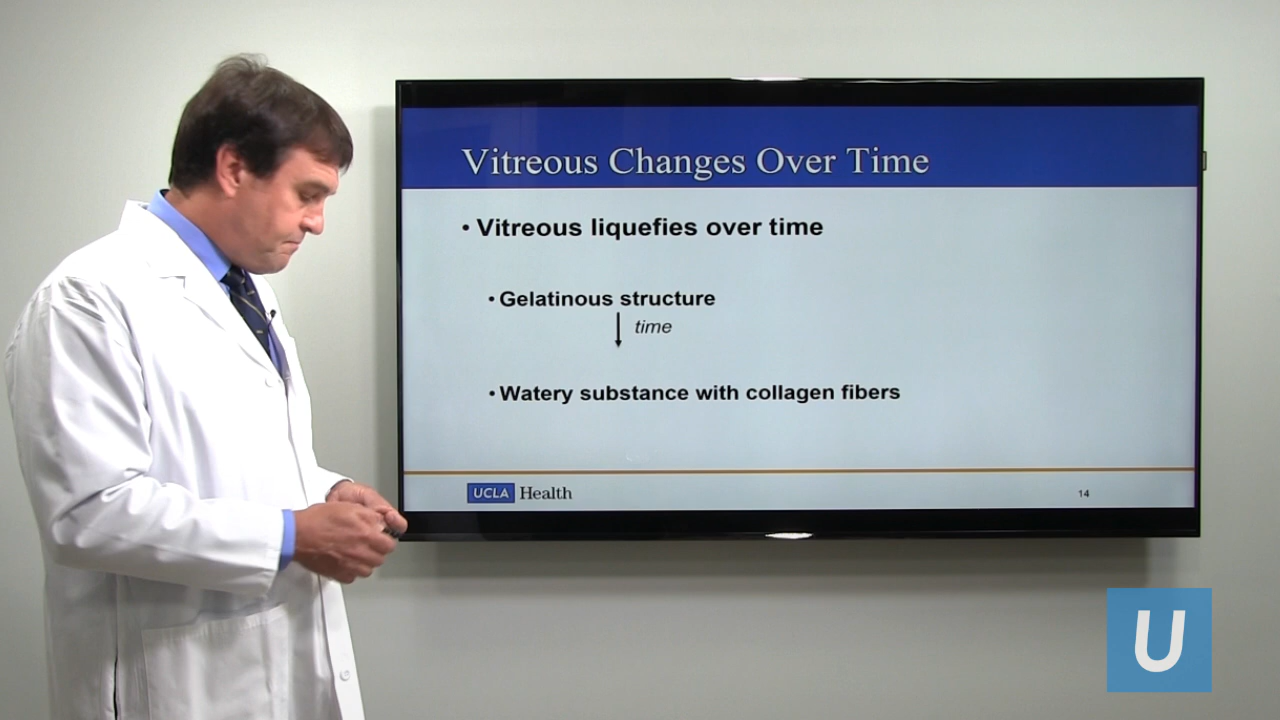 Vitreous Changes Over Time
• Vitreous liquefies over time
• Gelatinous structure
time
• Watery substance with collagen fibers
UCLA Health
14
U